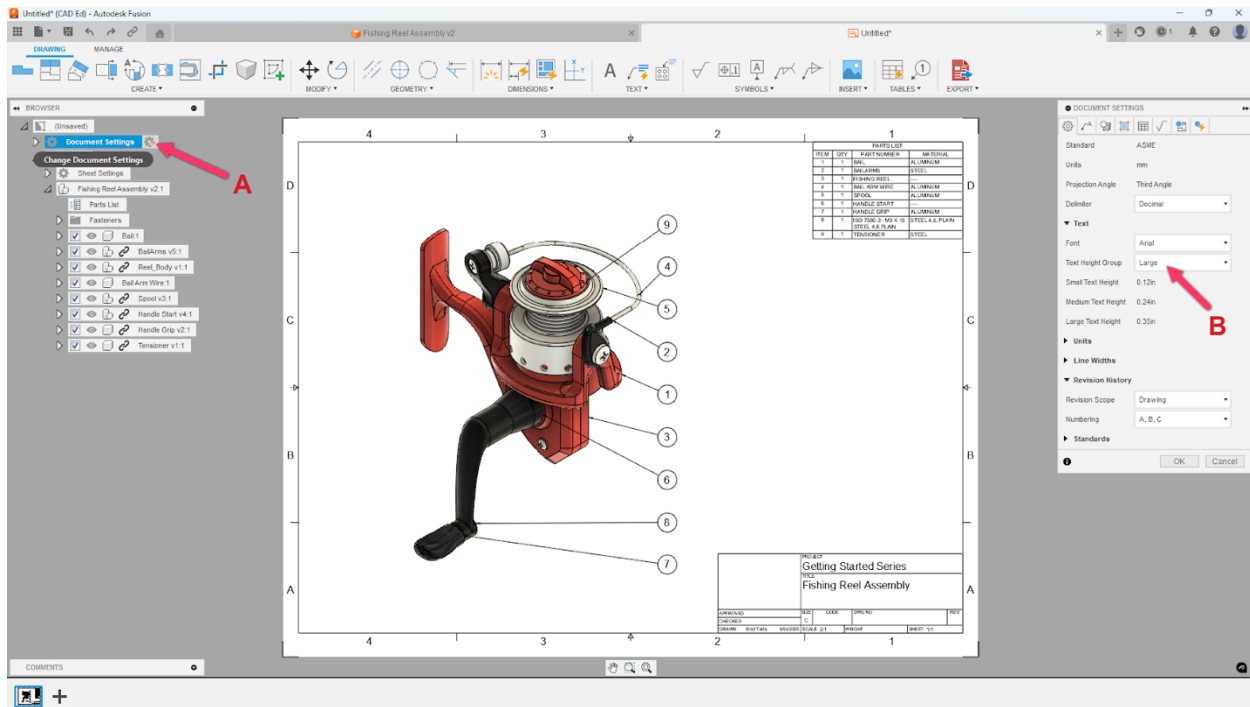 Untitled* (CAD Ed) - Autodesk Fusion
Fishing Reel Assembly v2
Untitled*
1
DRAWING MANAGE
CREATE MODIFY GEOMETRY DIMENSIONS TEXT SYMBOLS INSERT TABLES EXPORT
BROWSER
(Unsaved)
Document Settings
Change Document Settings
Sheet Settings
Fishing Reel Assembly v2:1
Parts List
Fasteners
Bail:1
BailArms v5:1
Reel_Body v1:1
Bail Arm Wire:1
Spool v3:1
Handle Start v4:1
Handle Grip v2:1
Tensioner v1:1
A
4 3 2 1
D D
C C
B B
A A
4 3 2 1
PARTS LIST
ITEM QTY PART NUMBER MATERIAL
1 1 BAIL ALUMINUM
2 1 BAILARMS STEEL
3 1 FISHING REEL ----
4 1 BAIL ARM WIRE ALUMINUM
5 1 SPOOL ALUMINUM
6 1 HANDLE START ----
7 1 HANDLE GRIP ALUMINUM
8 1 STEEL 4.8, PLAIN
9 1 TENSIONER STEEL
9
4
5
2
1
3
6
8
7
PROJECT
Getting Started Series
TITLE
Fishing Reel Assembly
APPROVED SIZE CODE DWG NO REV
CHECKED C
DRAWN SCALE 2:1 WEIGHT SHEET 1/1
DOCUMENT SETTINGS
Standard ASME
Units mm
Projection Angle Third Angle
Delimiter Decimal
Text
Font Arial
Text Height Group Large
Small Text Height 0.12in
Medium Text Height 0.24in
Large Text Height 0.35in
B
Units
Line Widths
Revision History
Revision Scope Drawing
Numbering A, B, C
Standards
OK Cancel
COMMENTS